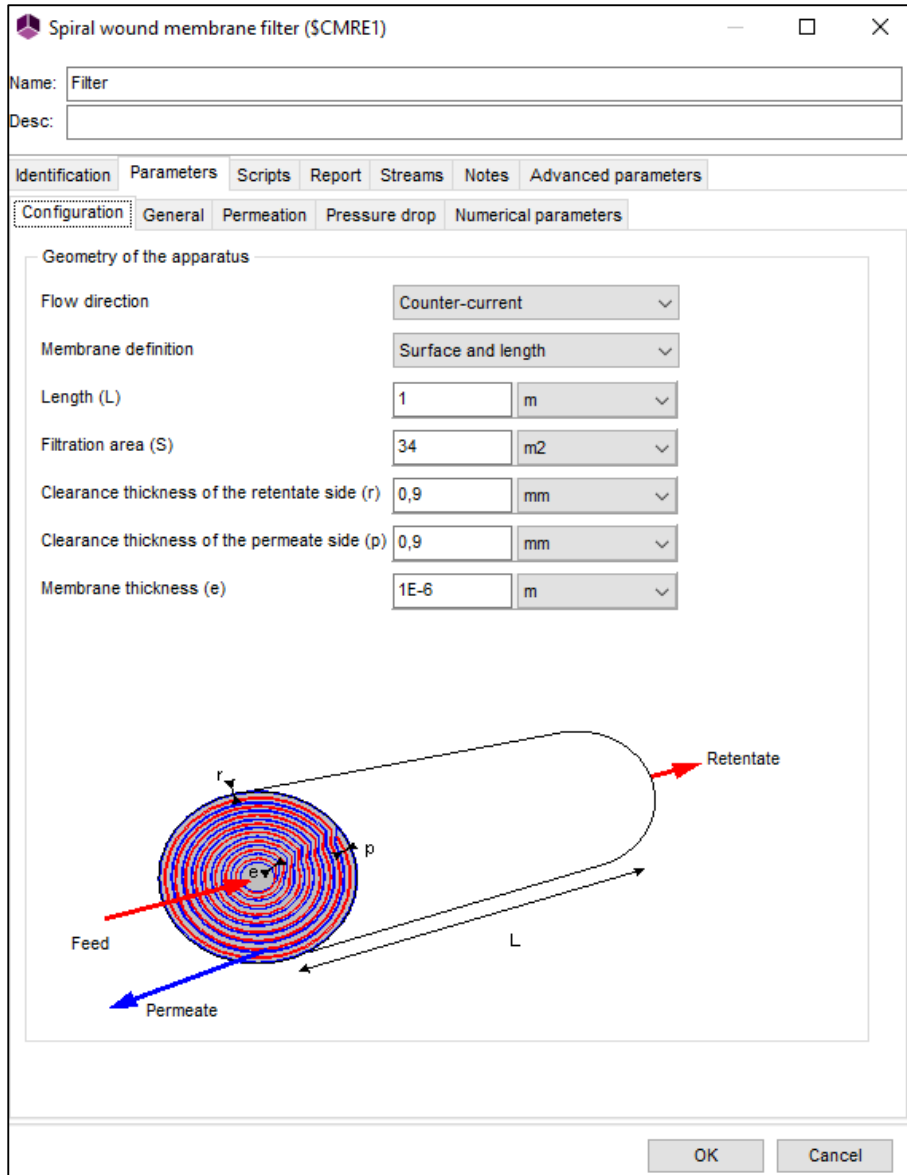 Spiral wound membrane filter ($CMRE1)
Name: Filter
Desc:
Identification Parameters Scripts Report Streams Notes Advanced parameters
Configuration General Permeation Pressure drop Numerical parameters
Geometry of the apparatus
Flow direction Counter-current
Membrane definition Surface and length
Length (L) 1 m
Filtration area (S) 34 m2
Clearance thickness of the retentate side (r) 0,9 mm
Clearance thickness of the permeate side (p) 0,9 mm
Membrane thickness (e) 1E-6 m
Retentate
r
p
e
Feed
L
Permeate
OK Cancel